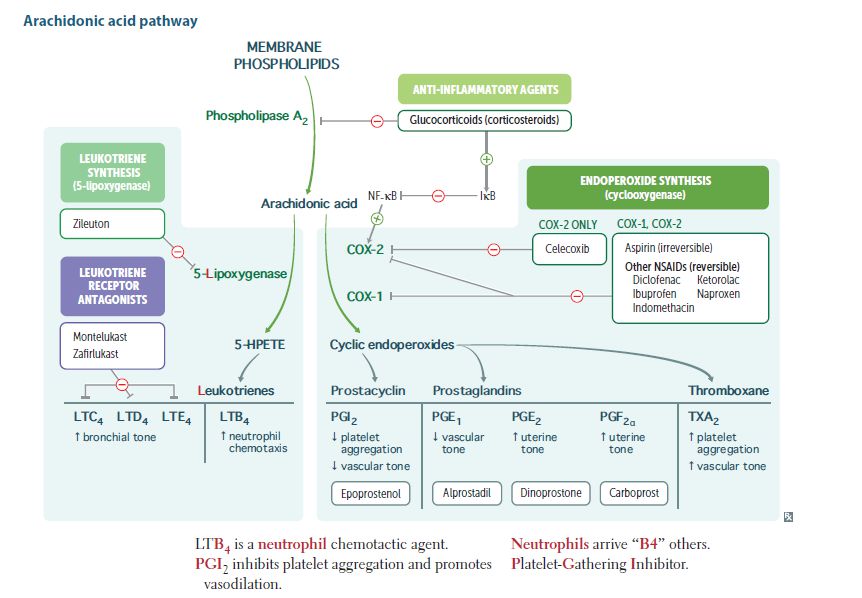 Arachidonic acid pathway
MEMBRANE
PHOSPHOLIPIDS
ANTI-INFLAMMATORY AGENTS
Phospholipase A₂
Glucocorticoids (corticosteroids)
LEUKOTRIENE
SYNTHESIS
(5-lipoxygenase)
Zileuton
ENDOPEROXIDE SYNTHESIS
(cyclooxygenase)
Arachidonic acid
NF-κB
IκB
COX-2 ONLY
COX-1, COX-2
Celecoxib
Aspirin (irreversible)
Other NSAIDs (reversible)
Diclofenac Ketorolac
Ibuprofen Naproxen
Indomethacin
COX-2
COX-1
5-Lipoxygenase
LEUKOTRIENE
RECEPTOR
ANTAGONISTS
Montelukast
Zafirlukast
5-HPETE
Cyclic endoperoxides
Leukotrienes
Prostacyclin
Prostaglandins
Thromboxane
LTC₄ LTD₄ LTE₄
↑ bronchial tone
LTB₄
↑ neutrophil
chemotaxis
PGI₂
↓ platelet
aggregation
↓ vascular tone
Epoprostenol
PGE₁
↓ vascular
tone
Alprostadil
PGE₂
↑ uterine
tone
Dinoprostone
PGF₂α
↑ uterine
tone
Carboprost
TXA₂
↑ platelet
aggregation
↑ vascular tone
℞
LTB₄ is a neutrophil chemotactic agent.
PGI₂ inhibits platelet aggregation and promotes
vasodilation.
Neutrophils arrive “B4” others.
Platelet-Gathering Inhibitor.